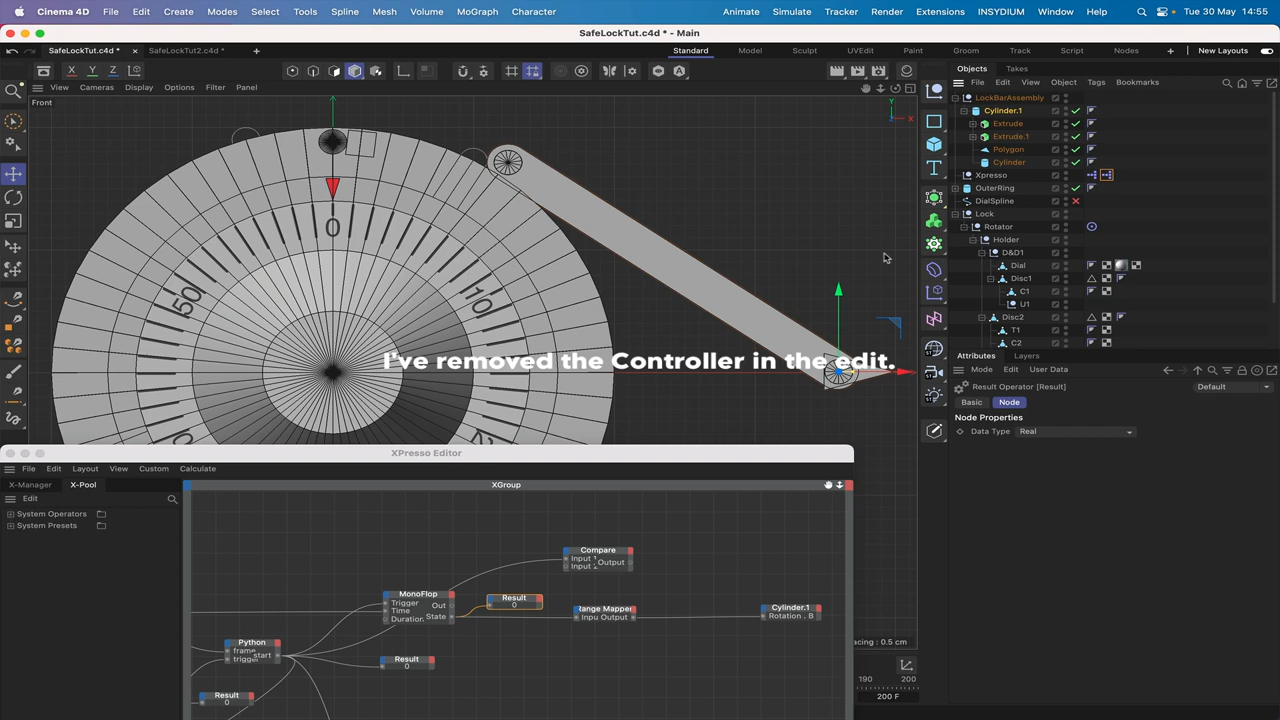 Cinema 4D File Edit Create Modes Select Tools Spline Mesh Volume MoGraph Character Animate Simulate Tracker Render Extensions INSYDIUM Window Help Tue 30 May 14:55
SafeLockTut.c4d * - Main
SafeLockTut.c4d * SafeLockTut2.c4d * Standard Model Sculpt UVEdit Paint Groom Track Script Nodes New Layouts
X Y Z
Objects Takes
View Cameras Display Options Filter Panel
File Edit View Object Tags Bookmarks
Front
Y
X
LockBarAssembly
Cylinder.1
Extrude
Extrude.1
Polygon
Cylinder
Xpresso
OuterRing
DialSpline
Lock
Rotator
Holder
D&D1
Dial
Disc1
C1
U1
Disc2
T1
C2
0
50
10
I've removed the Controller in the edit.
Attributes Layers
Mode Edit User Data
Result Operator [Result] Default
Basic Node
Node Properties
Data Type Real
XPresso Editor
File Edit Layout View Custom Calculate
X-Manager X-Pool XGroup
Edit
System Operators
System Presets
Compare
Input 1
Input 2
Output
MonoFlop
Trigger
Time
Duration
Out
State
Result
0
Range Mapper
Inpu Output
Cylinder.1
Rotation . B
Python
frame
trigger
start
Result
0
Result
0
acing : 0.5 cm
190 200
200 F